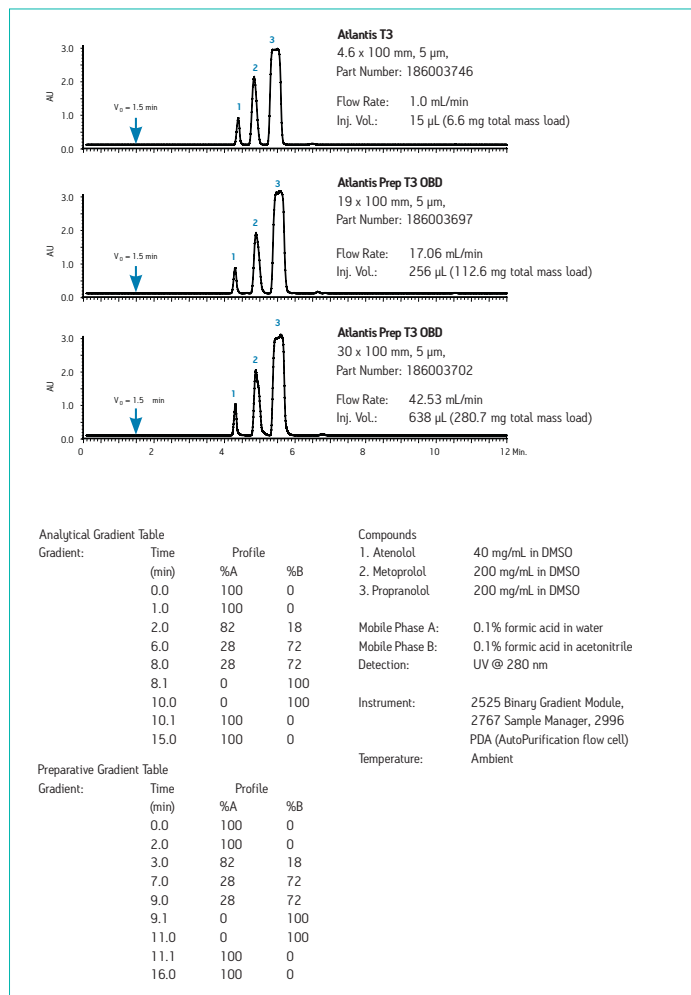 Atlantis T3
4.6 x 100 mm, 5 µm,
Part Number: 186003746
Flow Rate: 1.0 mL/min
Inj. Vol.: 15 µL (6.6 mg total mass load)
3.0
2.0
1.0
0.0
AU
V₀ = 1.5 min
1
2
3
Atlantis Prep T3 OBD
19 x 100 mm, 5 µm,
Part Number: 186003697
Flow Rate: 17.06 mL/min
Inj. Vol.: 256 µL (112.6 mg total mass load)
3.0
2.0
1.0
0.0
AU
V₀ = 1.5 min
1
2
3
Atlantis Prep T3 OBD
30 x 100 mm, 5 µm,
Part Number: 186003702
Flow Rate: 42.53 mL/min
Inj. Vol.: 638 µL (280.7 mg total mass load)
3.0
2.0
1.0
0.0
AU
V₀ = 1.5 min
1
2
3
0 2 4 6 8 10 12 Min.
Analytical Gradient Table
Gradient: Time Profile
(min) %A %B
0.0 100 0
1.0 100 0
2.0 82 18
6.0 28 72
8.0 28 72
8.1 0 100
10.0 0 100
10.1 100 0
15.0 100 0
Preparative Gradient Table
Gradient: Time Profile
(min) %A %B
0.0 100 0
2.0 100 0
3.0 82 18
7.0 28 72
9.0 28 72
9.1 0 100
11.0 0 100
11.1 100 0
16.0 100 0
Compounds
1. Atenolol 40 mg/mL in DMSO
2. Metoprolol 200 mg/mL in DMSO
3. Propranolol 200 mg/mL in DMSO
Mobile Phase A: 0.1% formic acid in water
Mobile Phase B: 0.1% formic acid in acetonitrile
Detection: UV @ 280 nm
Instrument: 2525 Binary Gradient Module,
2767 Sample Manager, 2996
PDA (AutoPurification flow cell)
Temperature: Ambient